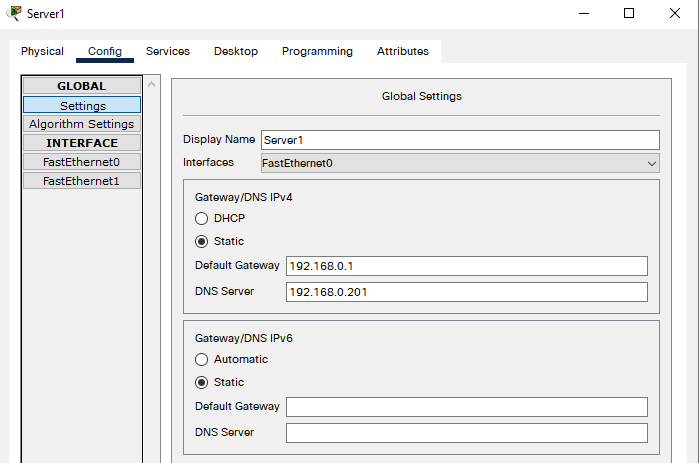 Server1
Physical Config Services Desktop Programming Attributes
GLOBAL
Settings
Algorithm Settings
INTERFACE
FastEthernet0
FastEthernet1
Global Settings
Display Name Server1
Interfaces FastEthernet0
Gateway/DNS IPv4
DHCP
Static
Default Gateway 192.168.0.1
DNS Server 192.168.0.201
Gateway/DNS IPv6
Automatic
Static
Default Gateway
DNS Server